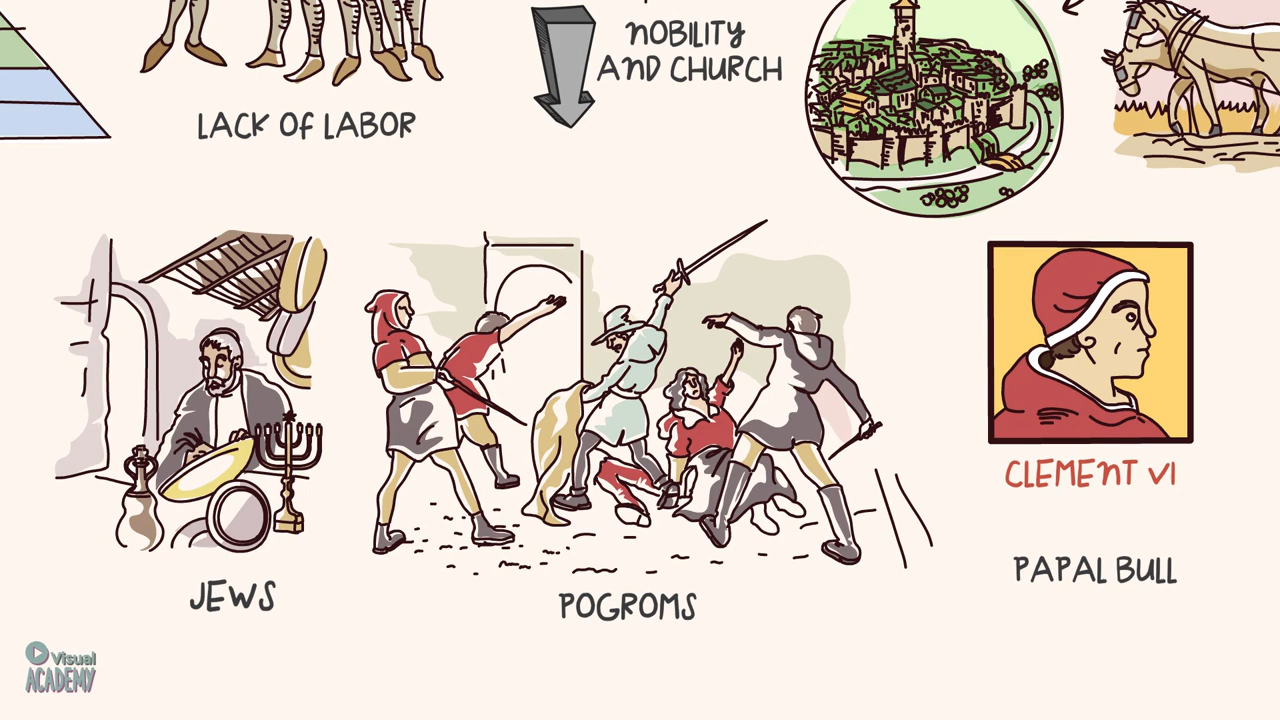 NOBILITY
AND CHURCH
LACK OF LABOR
CLEMENT VI
PAPAL BULL
JEWS
POGROMS
Visual
ACADEMY